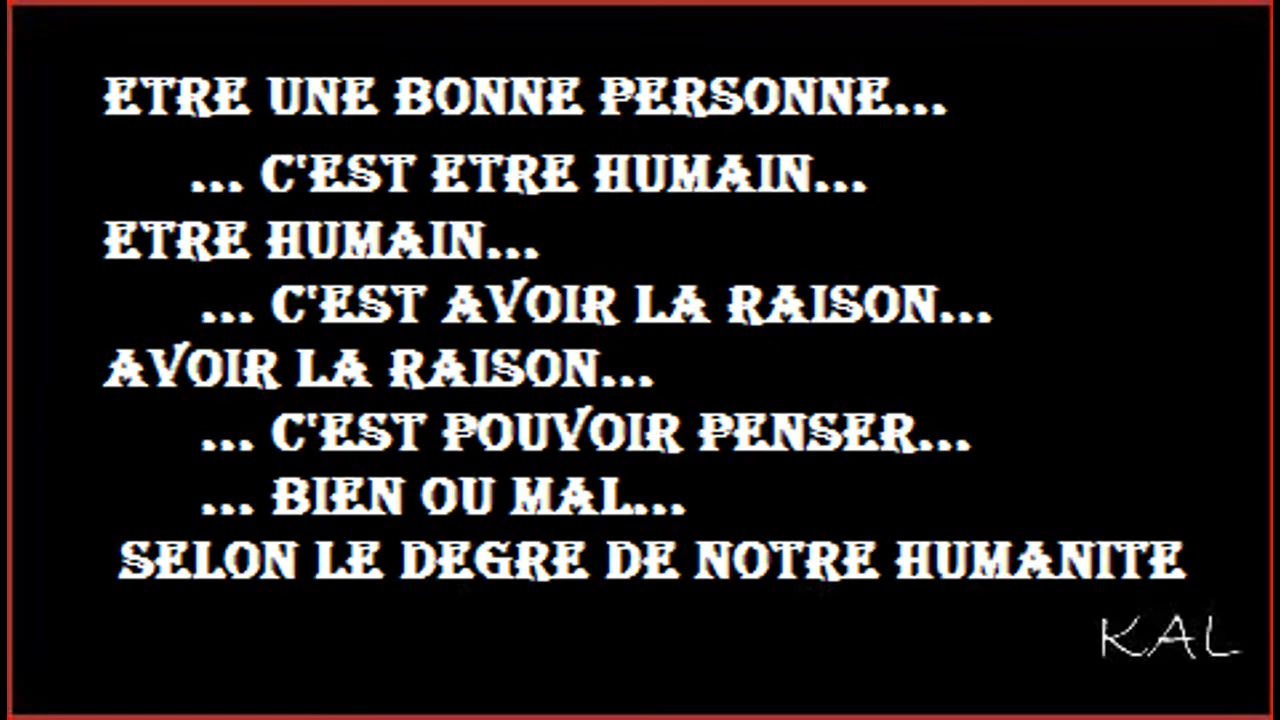 ETRE UNE BONNE PERSONNE...
... C'EST ETRE HUMAIN...
ETRE HUMAIN...
... C'EST AVOIR LA RAISON...
AVOIR LA RAISON...
... C'EST POUVOIR PENSER...
... BIEN OU MAL...
SELON LE DEGRE DE NOTRE HUMANITE
KAL